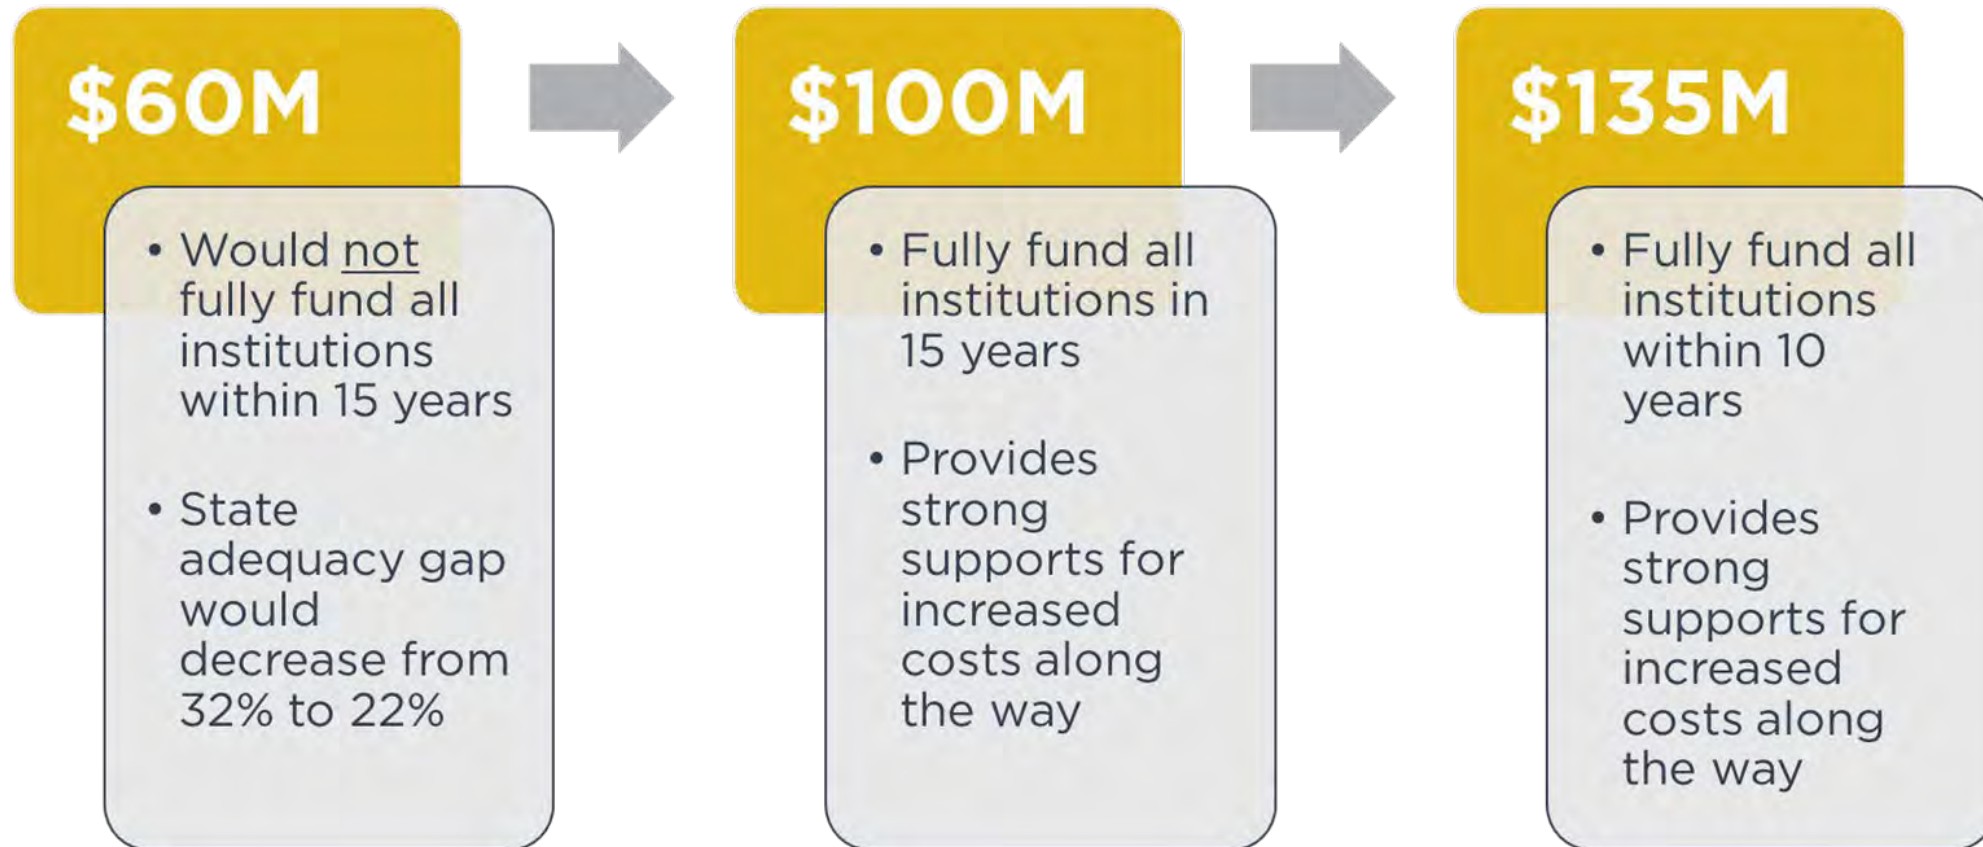 $60M
• Would not
fully fund all
institutions
within 15 years
• State
adequacy gap
would
decrease from
32% to 22%
$100M
• Fully fund all
institutions in
15 years
• Provides
strong
supports for
increased
costs along
the way
$135M
• Fully fund all
institutions
within 10
years
• Provides
strong
supports for
increased
costs along
the way